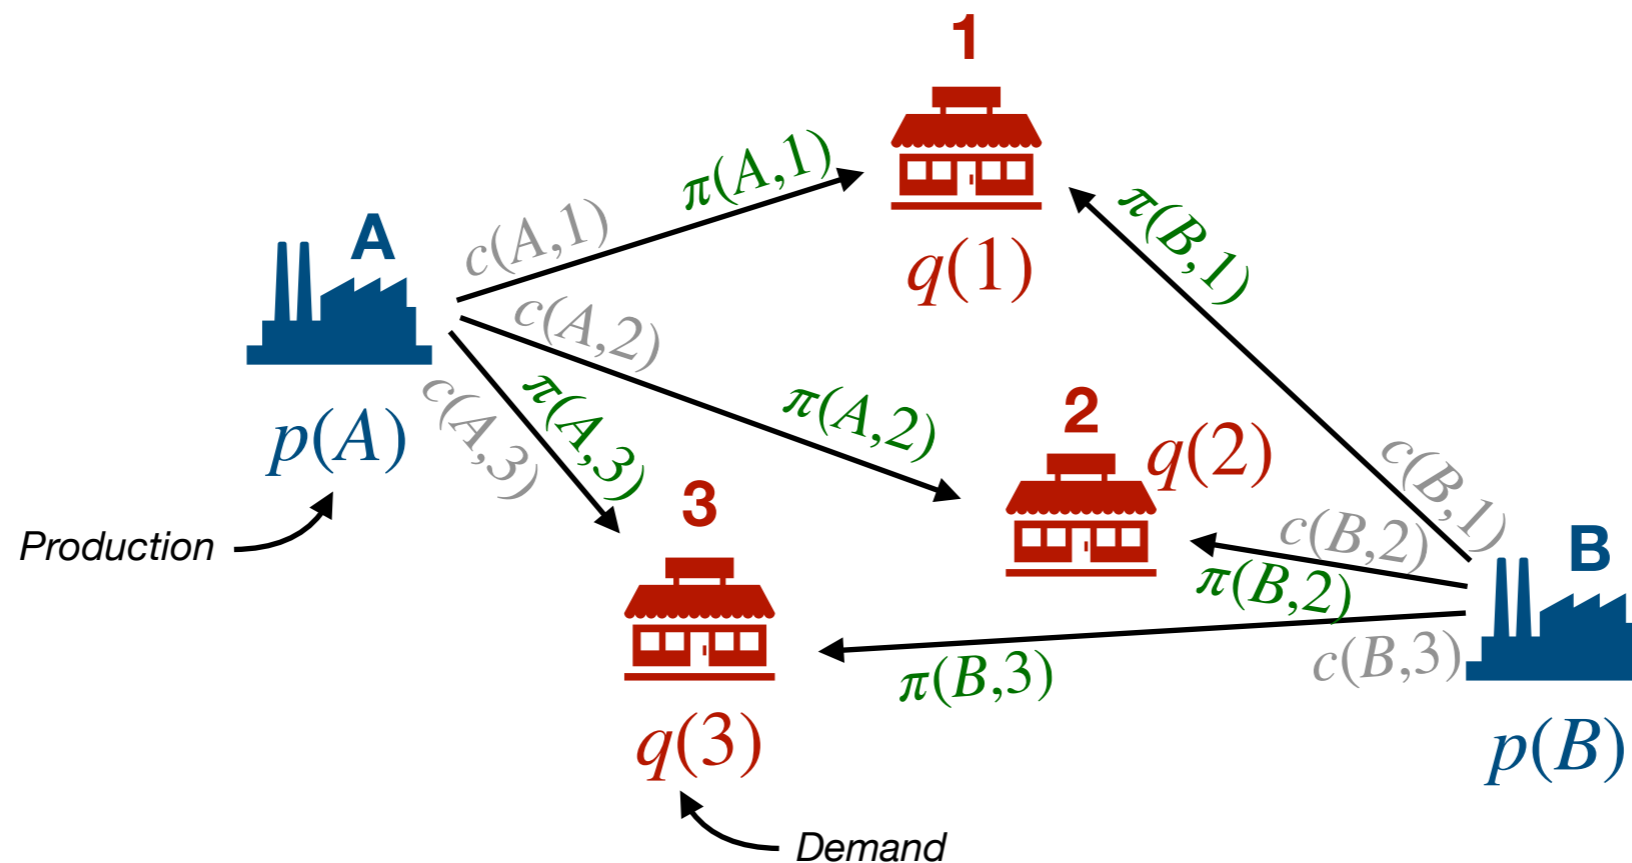 1
π(A,1)
c(A,1)
π(B,1)
A
q(1)
c(A,2)
p(A)
c(A,3)
π(A,3)
π(A,2)
2
q(2)
c(B,1)
3
Production
c(B,2)
B
π(B,2)
c(B,3)
π(B,3)
q(3)
p(B)
Demand